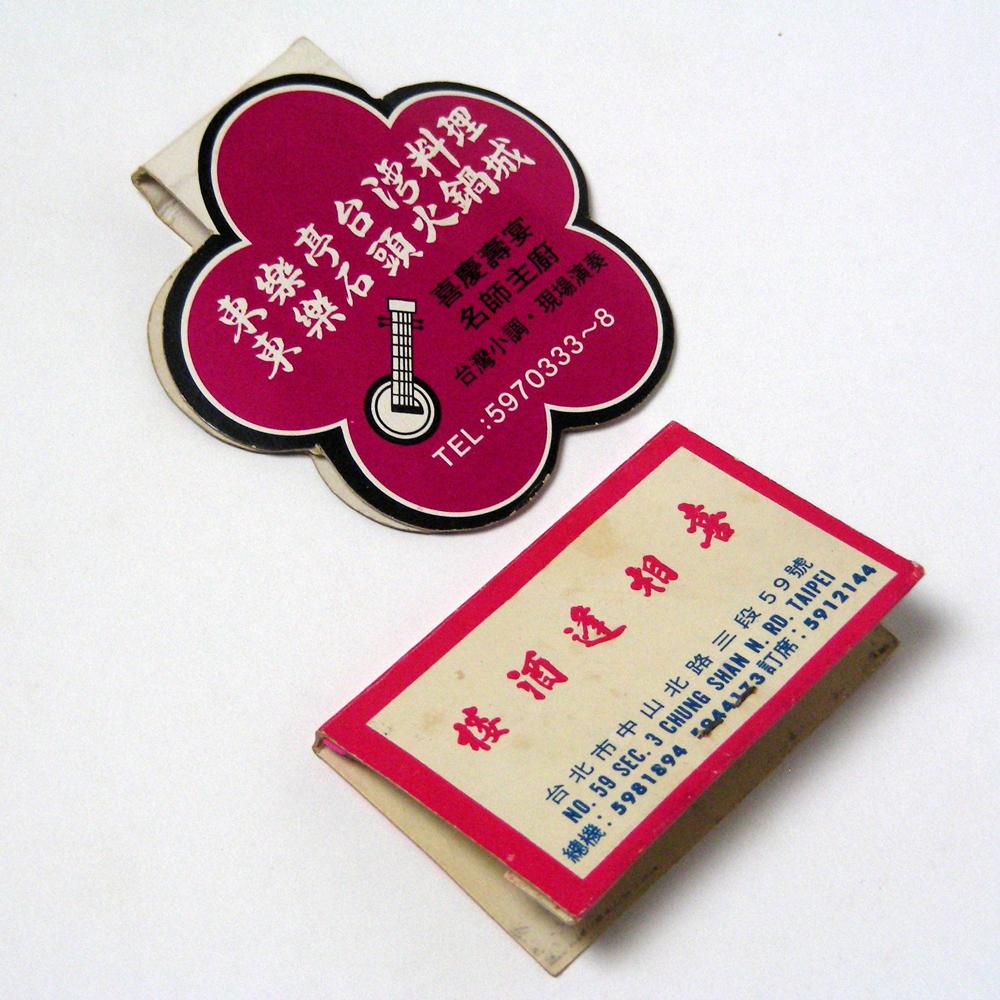 東樂亭台湾料理
東樂石頭火鍋城
喜慶壽宴
名師主廚
台灣小調・現場演奏
TEL:5970333~8
喜相逢酒楼
台北市中山北路三段59號
NO. 59 SEC. 3 CHUNG SHAN N. RD. TAIPEI
總機：5981894 5944173 訂席：5912144